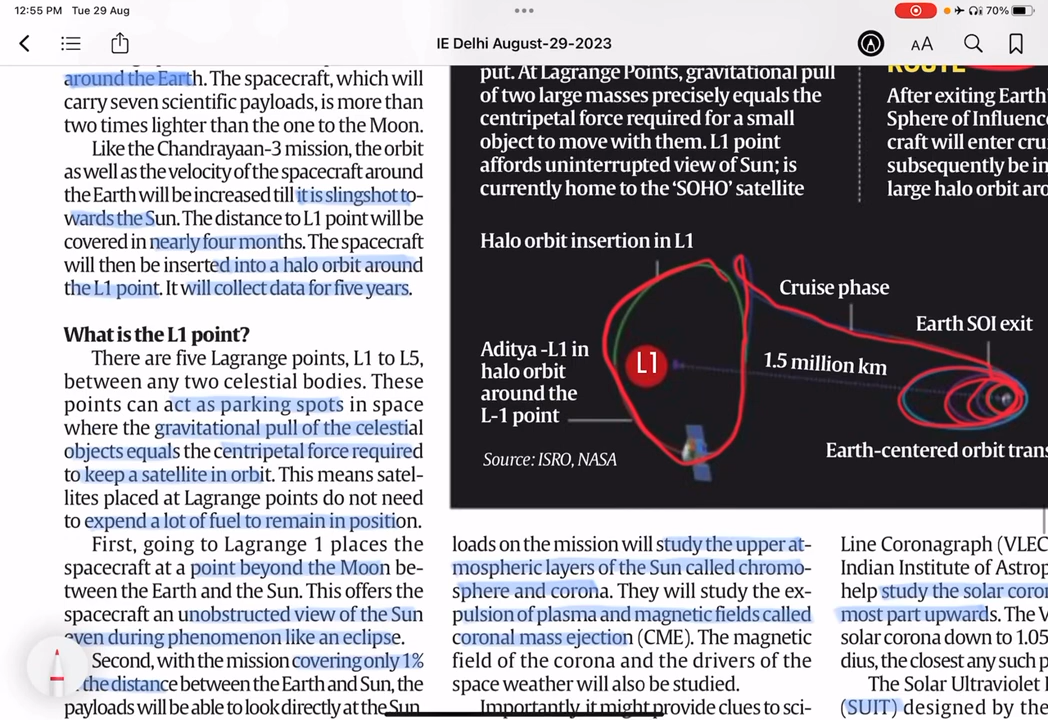 12:55 PM Tue 29 Aug
70%
IE Delhi August-29-2023
AA
around the Earth. The spacecraft, which will
carry seven scientific payloads, is more than
two times lighter than the one to the Moon.
Like the Chandrayaan-3 mission, the orbit
as well as the velocity of the spacecraft around
the Earth will be increased till it is slingshot to-
wards the Sun. The distance to L1 point will be
covered in nearly four months. The spacecraft
will then be inserted into a halo orbit around
the L1 point. It will collect data for five years.
What is the L1 point?
There are five Lagrange points, L1 to L5,
between any two celestial bodies. These
points can act as parking spots in space
where the gravitational pull of the celestial
objects equals the centripetal force required
to keep a satellite in orbit. This means satel-
lites placed at Lagrange points do not need
to expend a lot of fuel to remain in position.
First, going to Lagrange 1 places the
spacecraft at a point beyond the Moon be-
tween the Earth and the Sun. This offers the
spacecraft an unobstructed view of the Sun
even during phenomenon like an eclipse.
Second, with the mission covering only 1%
the distance between the Earth and Sun, the
payloads will be able to look directly at the Sun
put. At Lagrange Points, gravitational pull
of two large masses precisely equals the
centripetal force required for a small
object to move with them. L1 point
affords uninterrupted view of Sun; is
currently home to the ‘SOHO’ satellite
ROUTE
After exiting Earth'
Sphere of Influenc
craft will enter cru
subsequently be in
large halo orbit aro
Halo orbit insertion in L1
Cruise phase
Earth SOI exit
Aditya -L1 in
halo orbit
around the
L-1 point
L1
1.5 million km
Earth-centered orbit trans
Source: ISRO, NASA
loads on the mission will study the upper at-
mospheric layers of the Sun called chromo-
sphere and corona. They will study the ex-
pulsion of plasma and magnetic fields called
coronal mass ejection (CME). The magnetic
field of the corona and the drivers of the
space weather will also be studied.
Importantly, it might provide clues to sci-
Line Coronagraph (VLEC
Indian Institute of Astrop
help study the solar coron
most part upwards. The V
solar corona down to 1.05
dius, the closest any such p
The Solar Ultraviolet I
(SUIT) designed by the